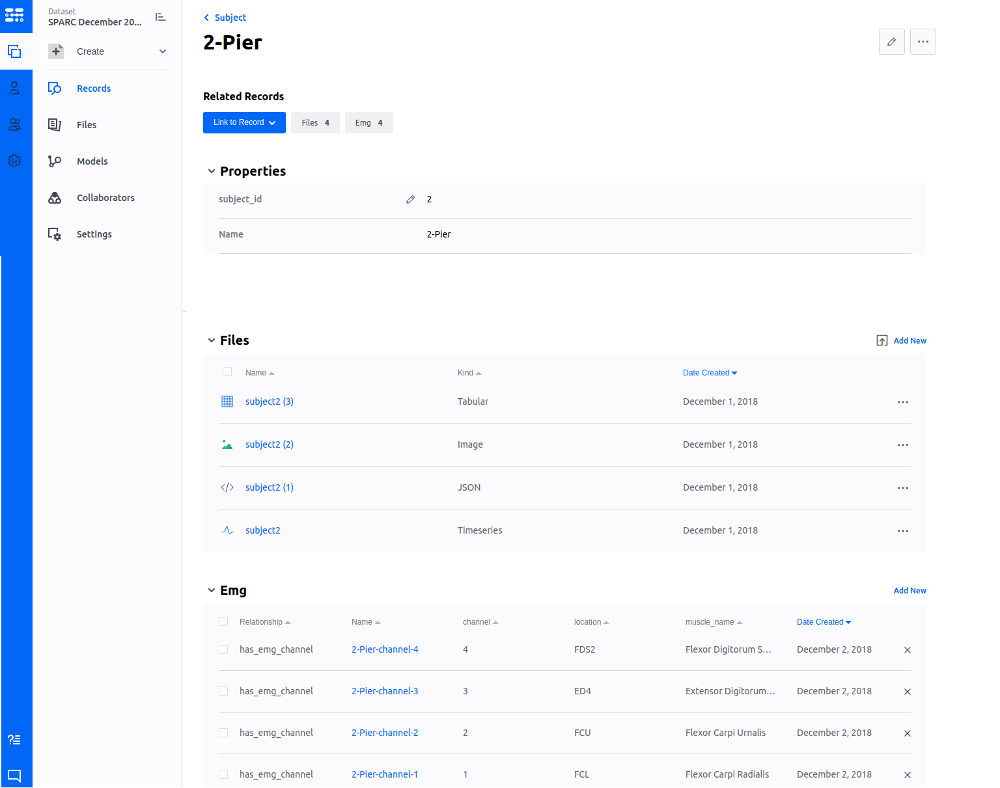 Dataset
SPARC December 20...
Create
Records
Files
Models
Collaborators
Settings
Subject
2-Pier
Related Records
Link to Record Files 4 Emg 4
Properties
subject_id 2
Name 2-Pier
Files Add New
Name Kind Date Created
subject2 (3) Tabular December 1, 2018
subject2 (2) Image December 1, 2018
subject2 (1) JSON December 1, 2018
subject2 Timeseries December 1, 2018
Emg Add New
Relationship Name channel location muscle_name Date Created
has_emg_channel 2-Pier-channel-4 4 FDS2 Flexor Digitorum S... December 2, 2018
has_emg_channel 2-Pier-channel-3 3 ED4 Extensor Digitorum... December 2, 2018
has_emg_channel 2-Pier-channel-2 2 FCU Flexor Carpi Urnalis December 2, 2018
has_emg_channel 2-Pier-channel-1 1 FCL Flexor Carpi Radialis December 2, 2018